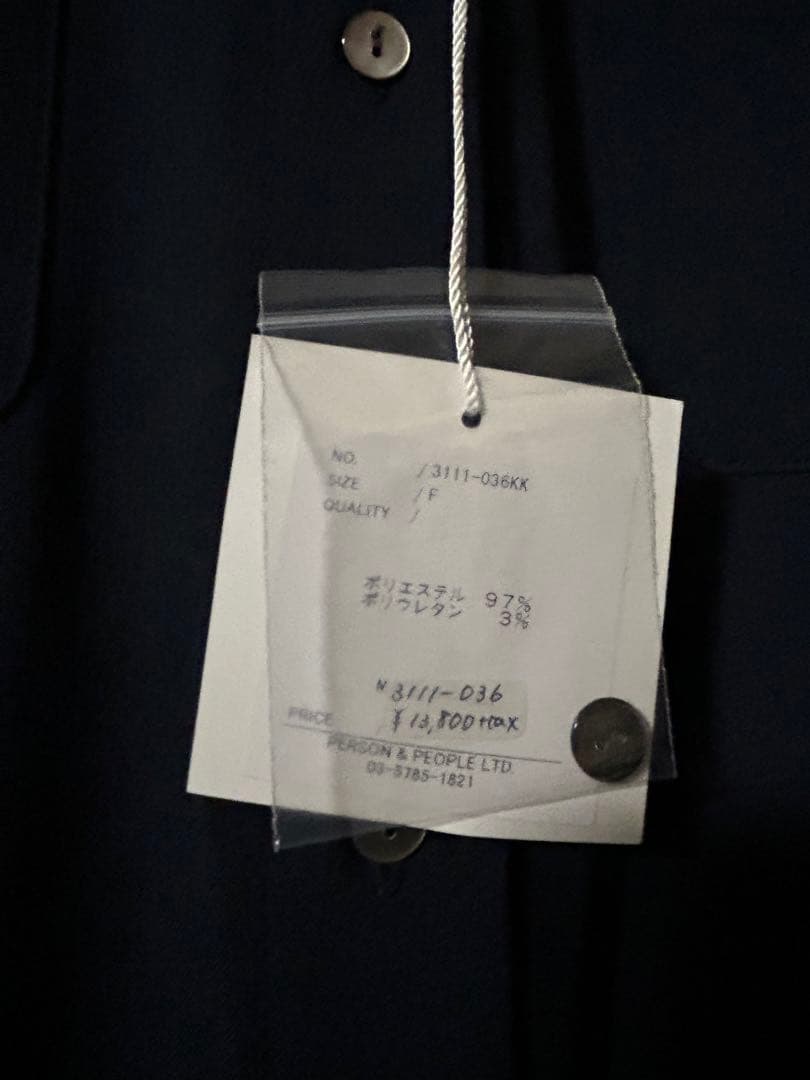 NO. / 3111-036KK
SIZE / F
QUALITY /
ポリエステル 97%
ポリウレタン 3%
N 3111-036
PRICE ¥ 13,800+tax
PERSON & PEOPLE LTD.
03-5785-1821